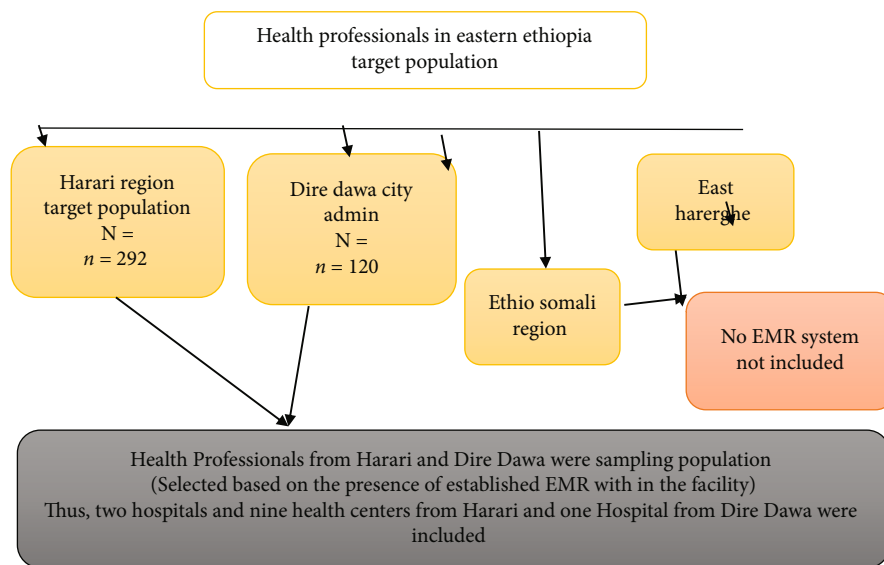 Health professionals in eastern ethiopia
target population
Harari region
target population
N =
n = 292
Dire dawa city
admin
N =
n = 120
Ethio somali
region
East
harerghe
No EMR system
not included
Health Professionals from Harari and Dire Dawa were sampling population
(Selected based on the presence of established EMR with in the facility)
Thus, two hospitals and nine health centers from Harari and one Hospital from Dire Dawa were
included